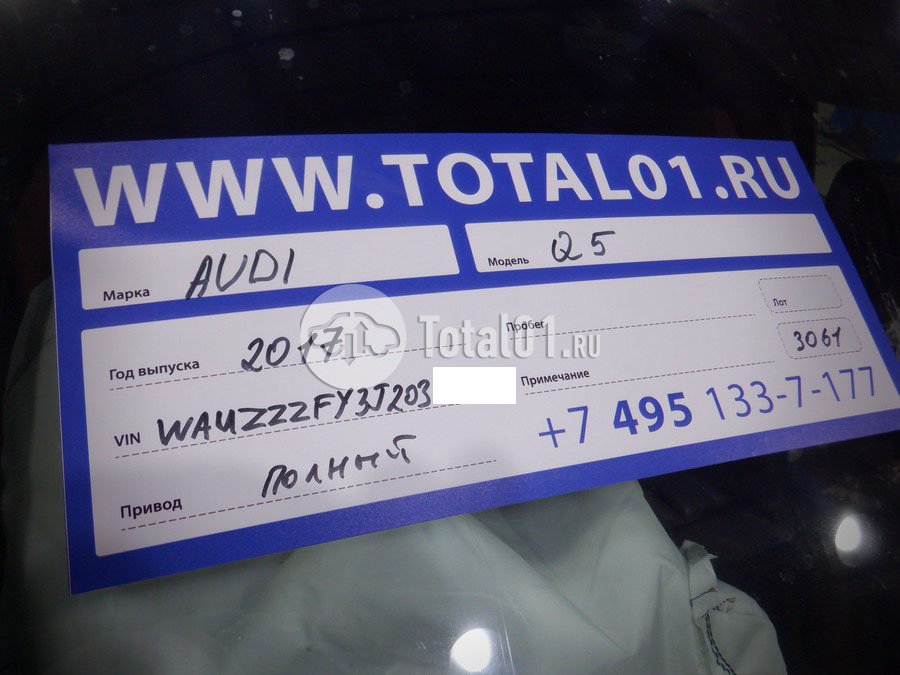 WWW.TOTAL01.RU
Марка AUDI
Модель Q5
Год выпуска 2017
Пробег
Лот
3061
Total01.RU
VIN WAUZZZFY3J203
Примечание
+7 495 133-7-177
Привод полный